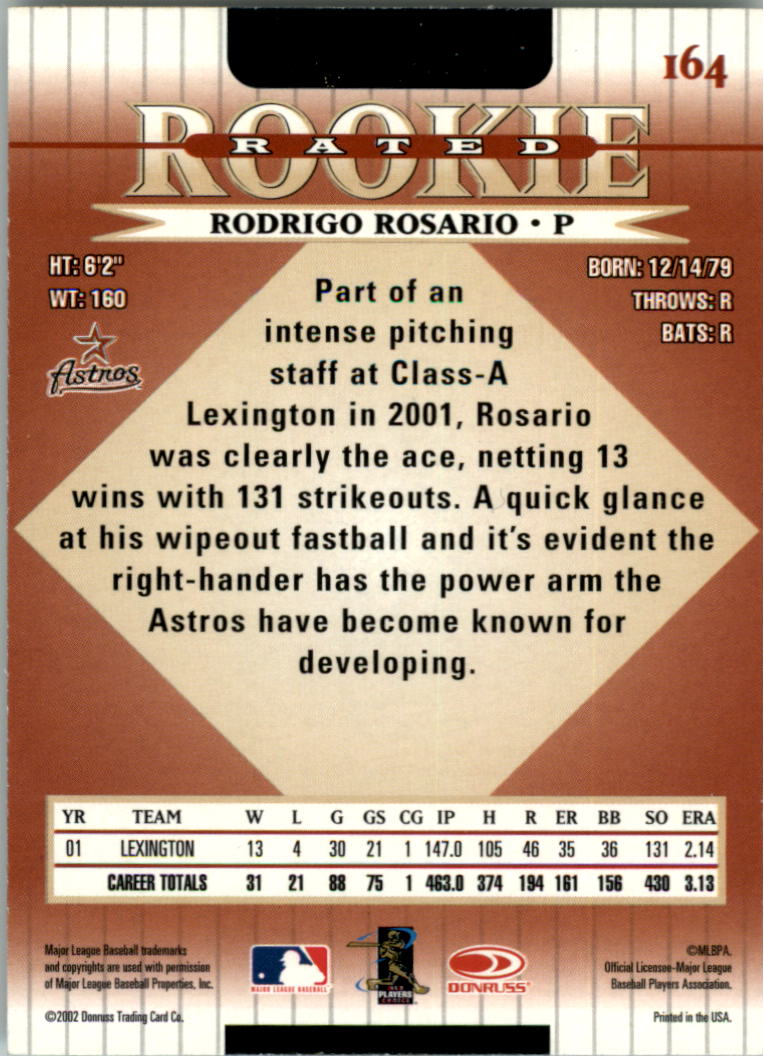 164
ROOKIE
RATED
RODRIGO ROSARIO • P
HT: 6'2"
WT: 160
BORN: 12/14/79
THROWS: R
BATS: R
Astros
Part of an
intense pitching
staff at Class-A
Lexington in 2001, Rosario
was clearly the ace, netting 13
wins with 131 strikeouts. A quick glance
at his wipeout fastball and it's evident the
right-hander has the power arm the
Astros have become known for
developing.
YR TEAM W L G GS CG IP H R ER BB SO ERA
01 LEXINGTON 13 4 30 21 1 147.0 105 46 35 36 131 2.14
CAREER TOTALS 31 21 88 75 1 463.0 374 194 161 156 430 3.13
Major League Baseball trademarks
and copyrights are used with permission
of Major League Baseball Properties, Inc.
©2002 Donruss Trading Card Co.
MAJOR LEAGUE BASEBALL
PLAYERS
CHOICE
DONRUSS
©MLBPA.
Official Licensee-Major League
Baseball Players Association.
Printed in the USA.